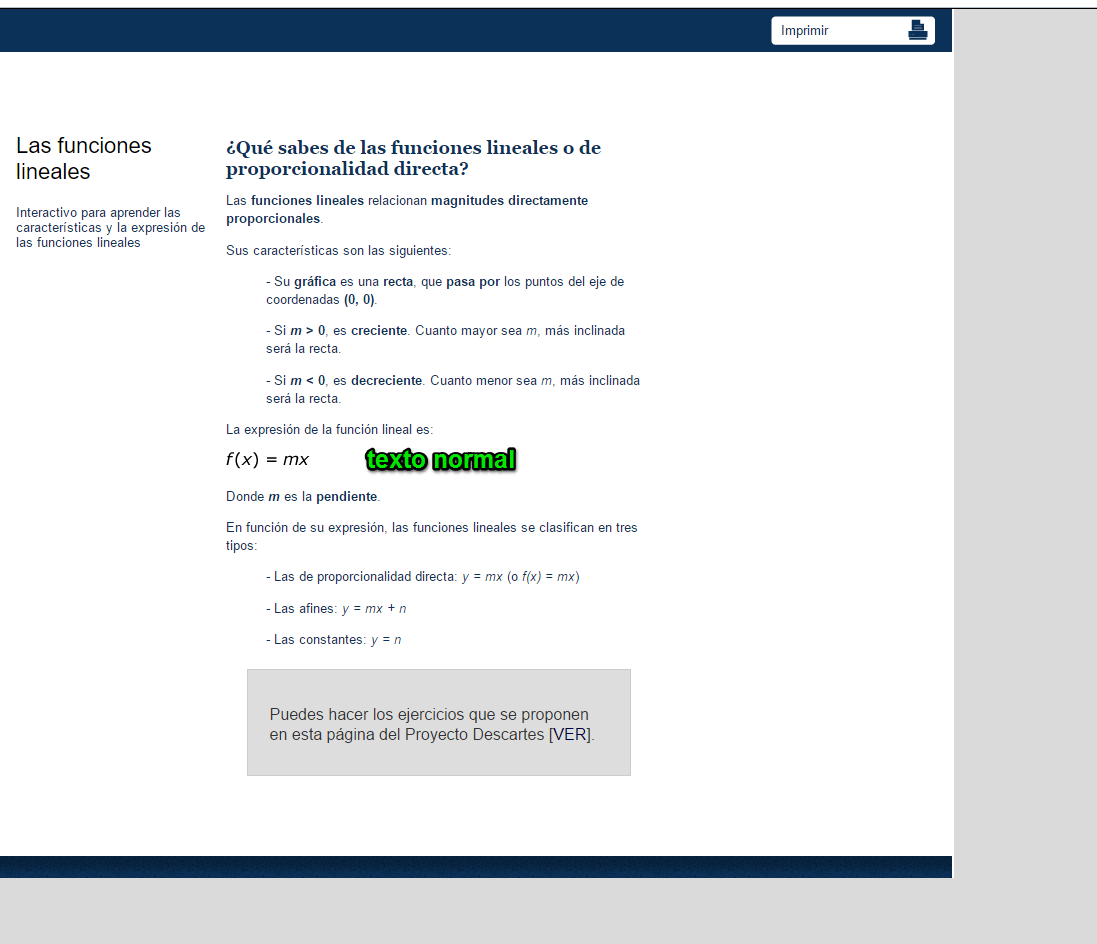 Imprimir
Las funciones
lineales
Interactivo para aprender las
características y la expresión de
las funciones lineales
¿Qué sabes de las funciones lineales o de
proporcionalidad directa?
Las funciones lineales relacionan magnitudes directamente
proporcionales.
Sus características son las siguientes:
- Su gráfica es una recta, que pasa por los puntos del eje de
coordenadas (0, 0).
- Si m > 0, es creciente. Cuanto mayor sea m, más inclinada
será la recta.
- Si m < 0, es decreciente. Cuanto menor sea m, más inclinada
será la recta.
La expresión de la función lineal es:
f(x) = mx texto normal
Donde m es la pendiente.
En función de su expresión, las funciones lineales se clasifican en tres
tipos:
- Las de proporcionalidad directa: y = mx (o f(x) = mx)
- Las afines: y = mx + n
- Las constantes: y = n
Puedes hacer los ejercicios que se proponen
en esta página del Proyecto Descartes [VER].